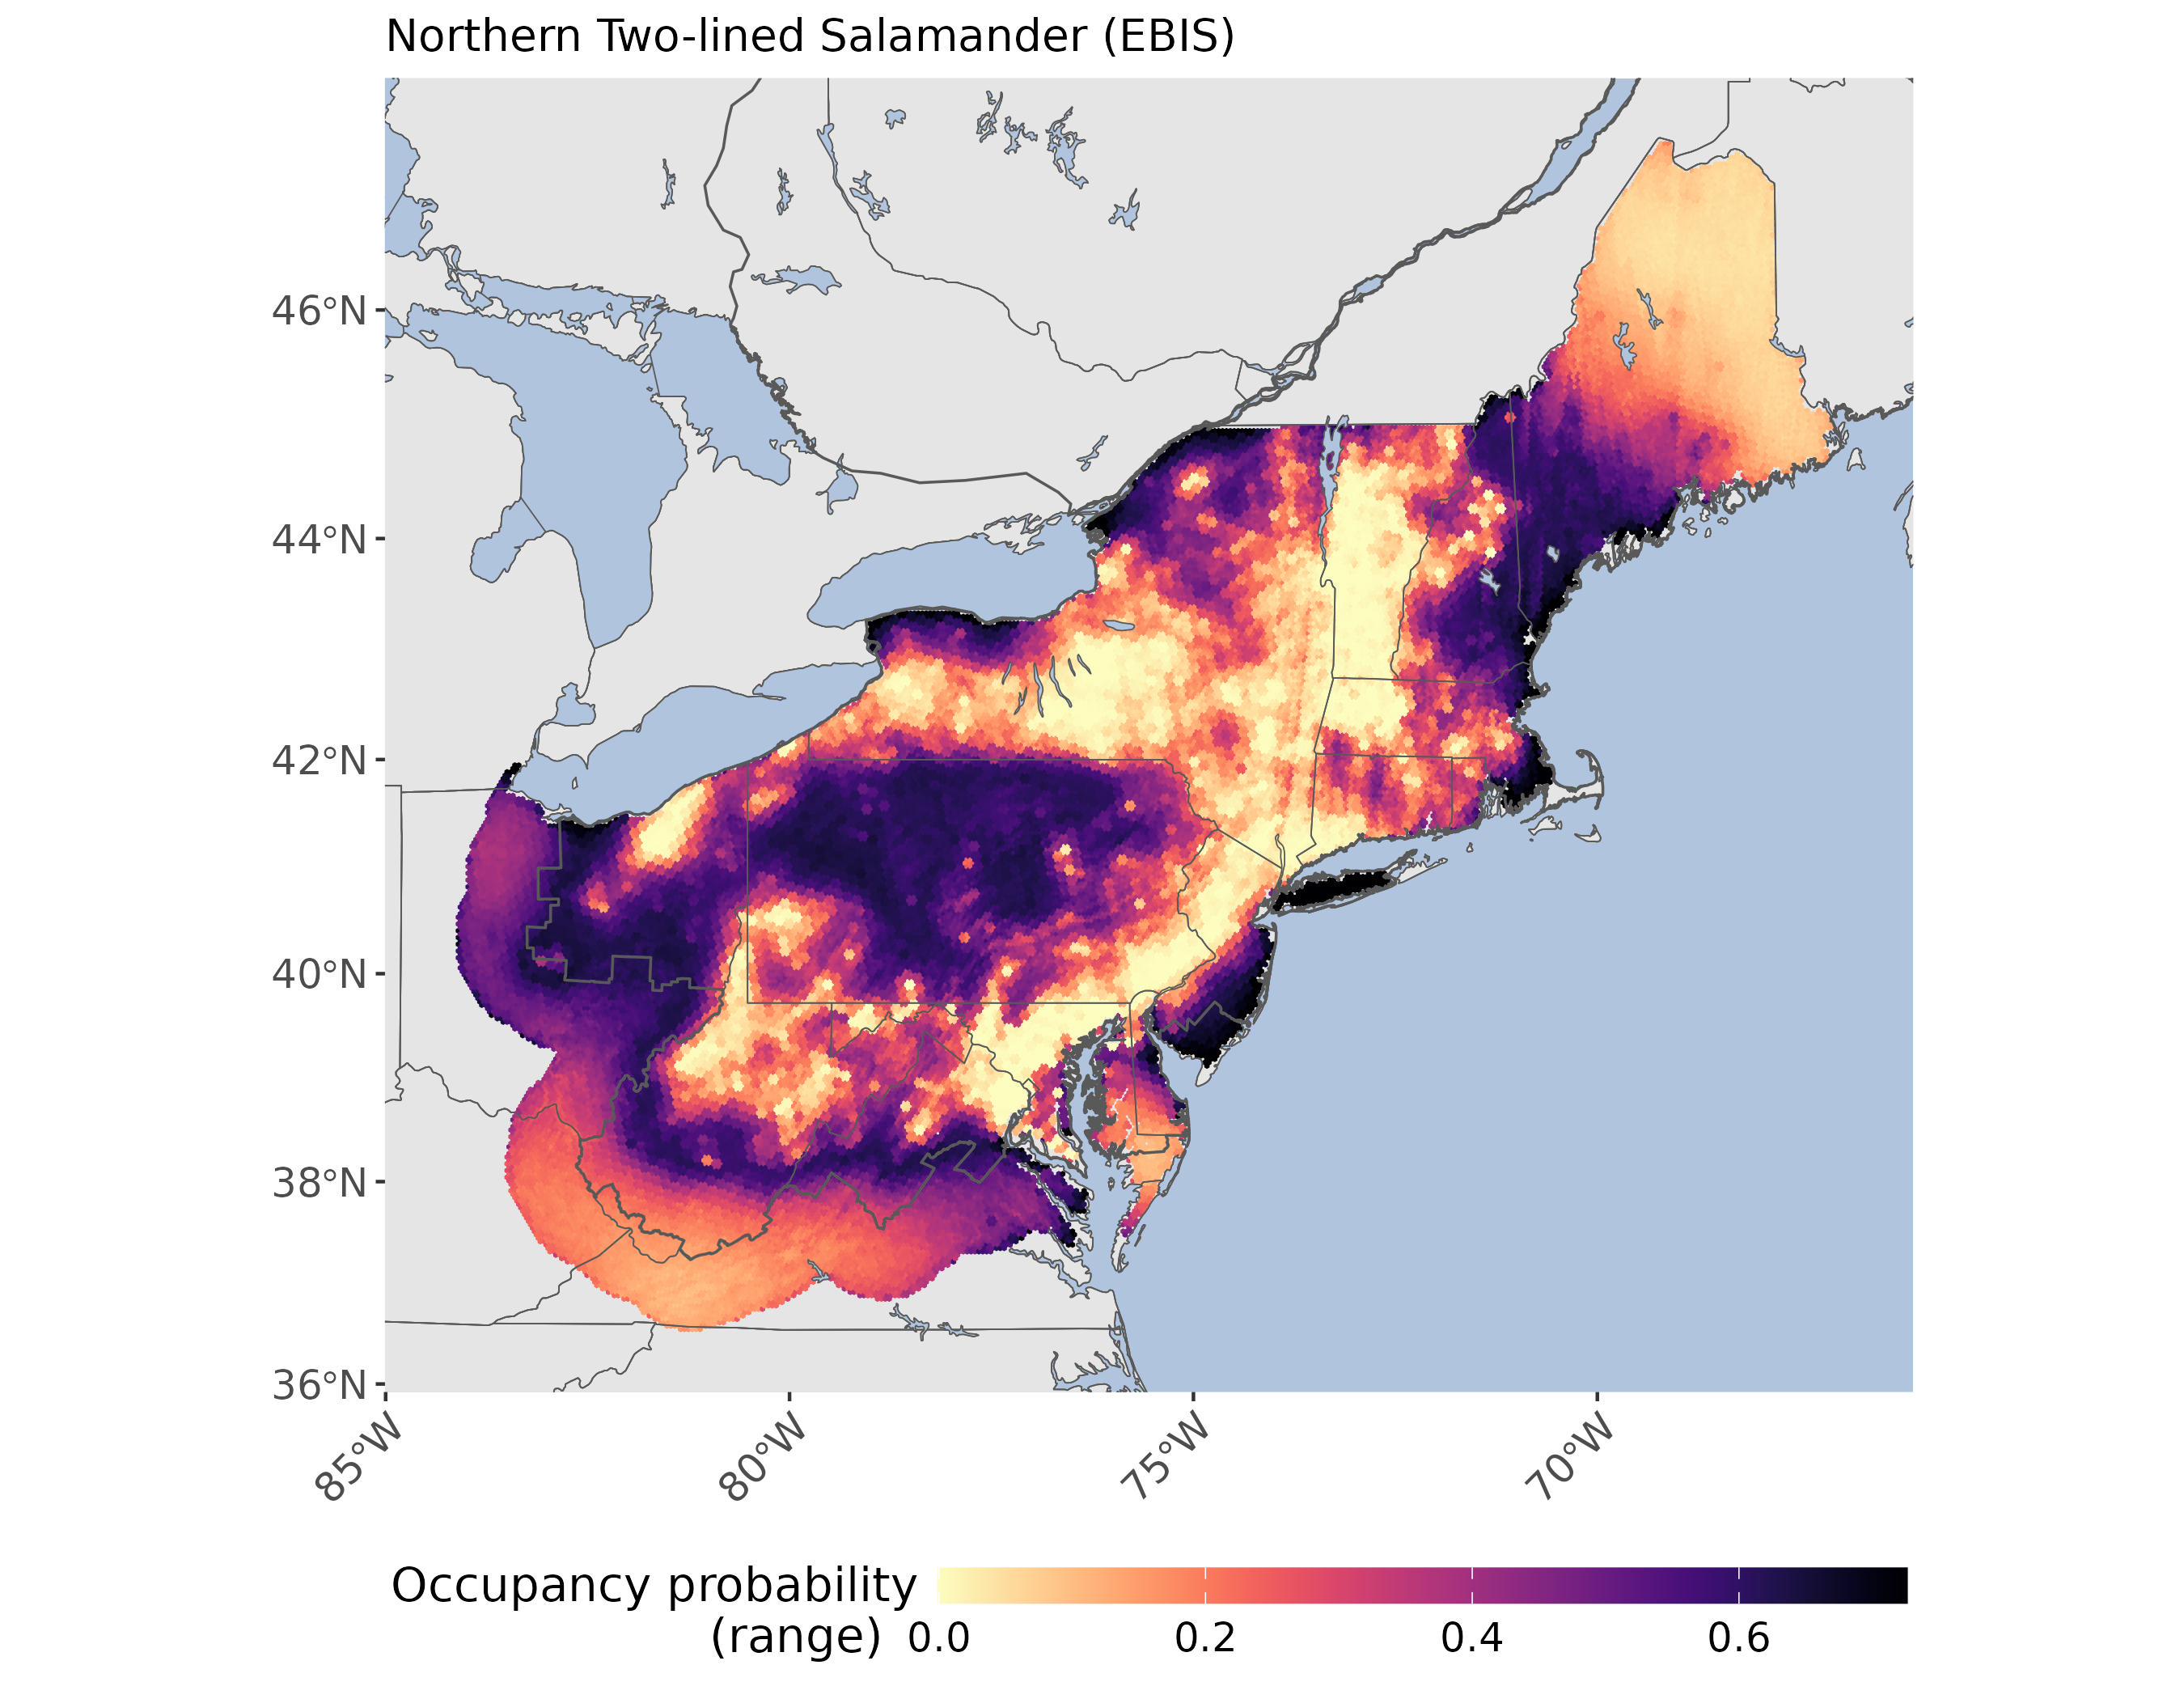 Northern Two-lined Salamander (EBIS)
46°N
44°N
42°N
40°N
38°N
36°N
85°W
80°W
75°W
70°W
Occupancy probability
(range)
0.0
0.2
0.4
0.6